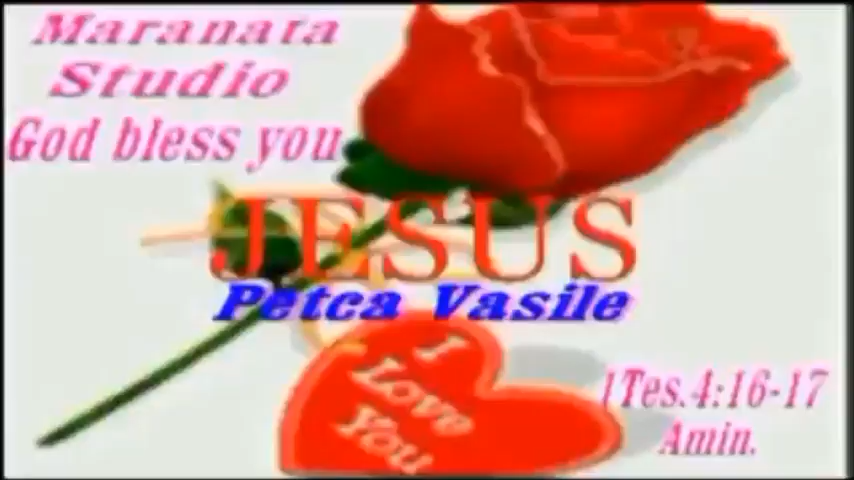 Maranata
Studio
God bless you
JESUS
Petca Vasile
I
Love
You
1Tes.4:16-17
Amin.